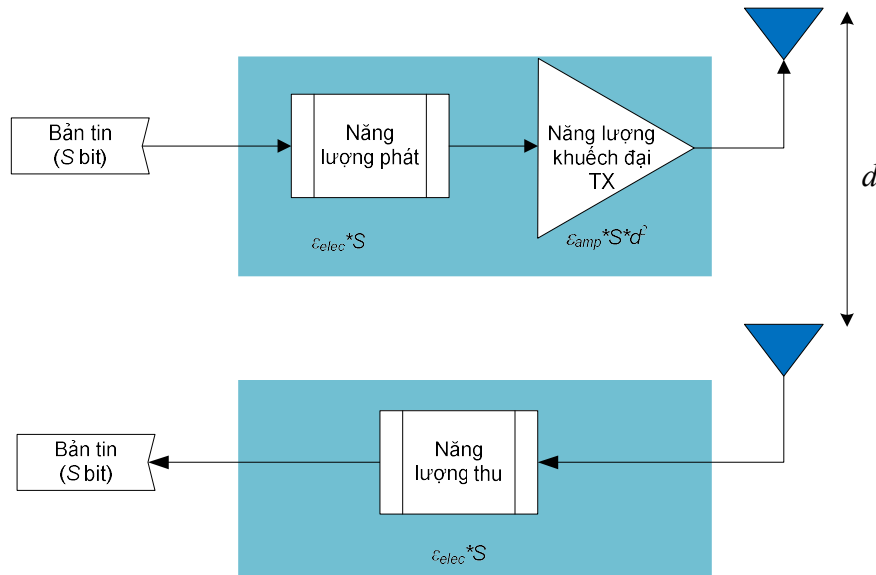 Bản tin
(S bit)
Năng
lượng phát
Năng lượng
khuếch đại
TX
εelec*S
εamp*S*d²
d
Bản tin
(S bit)
Năng
lượng thu
εelec*S